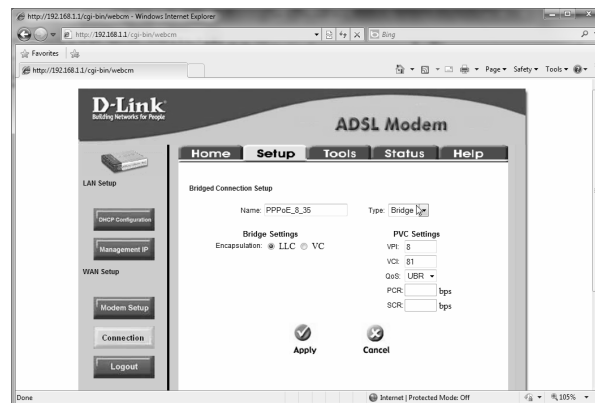 http://192.168.1.1/cgi-bin/webcm - Windows Internet Explorer
http://192.168.1.1/cgi-bin/webcm
Bing
Favorites
http://192.168.1.1/cgi-bin/webcm
Page Safety Tools
D-Link
Building Networks for People
ADSL Modem
Home Setup Tools Status Help
LAN Setup
DHCP Configuration
Management IP
WAN Setup
Modem Setup
Connection
Logout
Bridged Connection Setup
Name: PPPoE_8_35 Type: Bridge
Bridge Settings
Encapsulation: LLC VC
PVC Settings
VPI: 8
VCI: 81
QoS: UBR
PCR: bps
SCR: bps
Apply Cancel
Done Internet | Protected Mode: Off 105%